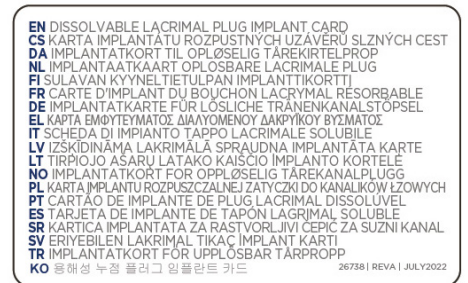 EN DISSOLVABLE LACRIMAL PLUG IMPLANT CARD
CS KARTA IMPLANTÁTU ROZPUSTNÝCH UZÁVĚRŮ SLZNÝCH CEST
DA IMPLANTATKORT TIL OPLØSELIG TÅREKIRTELPROP
NL IMPLANTAATKAART OPLOSBARE LACRIMALE PLUG
FI SULAVAN KYYNELTIETULPAN IMPLANTTIKORTTI
FR CARTE D'IMPLANT DU BOUCHON LACRYMAL RÉSORBABLE
DE IMPLANTATKARTE FÜR LÖSLICHE TRÄNENKANALSTÖPSEL
EL ΚΑΡΤΑ ΕΜΦΥΤΕΥΜΑΤΟΣ ΔΙΑΛΥΟΜΕΝΟΥ ΔΑΚΡΥΪΚΟΥ ΒΥΣΜΑΤΟΣ
IT SCHEDA DI IMPIANTO TAPPO LACRIMALE SOLUBILE
LV IZŠĶĪDINĀMA LAKRIMĀLĀ SPRAUDŅA IMPLANTĀTA KARTE
LT TIRPIOJO AŠARŲ LATAKO KAIŠČIO IMPLANTO KORTELĖ
NO IMPLANTATKORT FOR OPPLØSELIG TÅREKANALPLUGG
PL KARTA IMPLANTU ROZPUSZCZALNEJ ZATYCZKI DO KANALIKÓW ŁZOWYCH
PT CARTÃO DE IMPLANTE DE PLUG LACRIMAL DISSOLÚVEL
ES TARJETA DE IMPLANTE DE TAPÓN LAGRIMAL SOLUBLE
SR KARTICA IMPLANTATA ZA RASTVORLJIVI ČEPIĆ ZA SUZNI KANAL
SV ERIYEBILEN LAKRIMAL TIKAÇ İMPLANT KARTI
TR IMPLANTATKORT FÖR UPPLÖSBAR TÅRPROPP
KO 용해성 누점 플러그 임플란트 카드
26738 | REVA | JULY2022